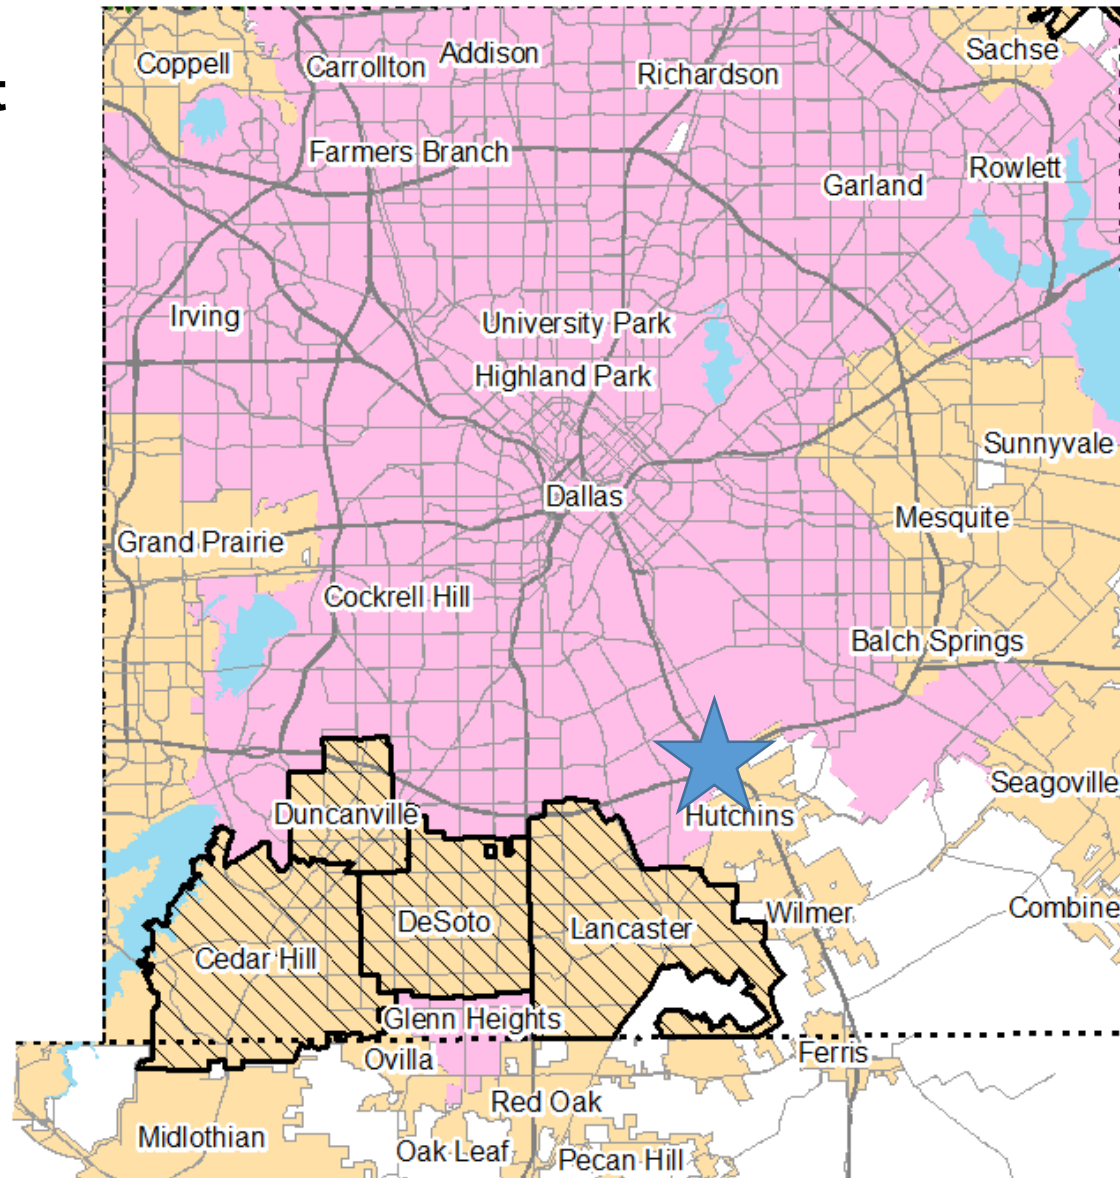 Addison
Sachse
Coppell
Carrollton
Richardson
t
Farmers Branch
Rowlett
Garland
Irving
University Park
Highland Park
Sunnyvale
Dallas
Mesquite
Grand Prairie
Cockrell Hill
Balch Springs
Seagoville
Duncanville
Hutchins
Combine
Wilmer
DeSoto
Lancaster
Cedar Hill
Glenn Heights
Ovilla
Ferris
Red Oak
Midlothian
Oak Leaf
Pecan Hill